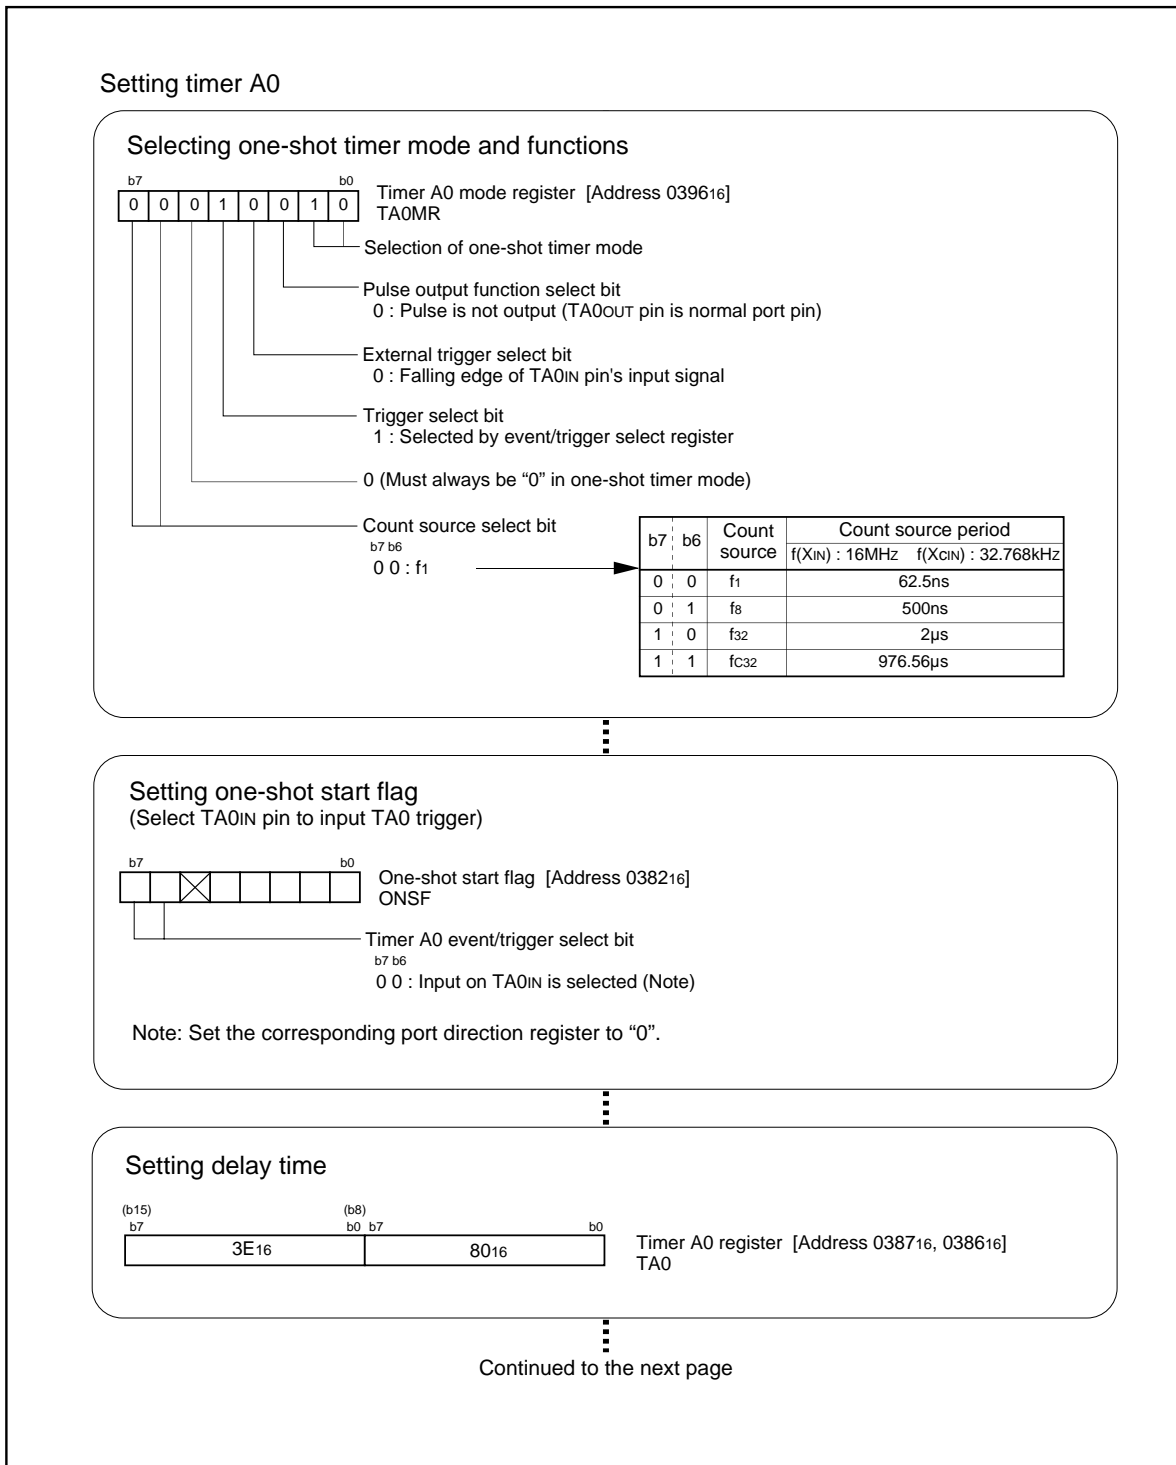 Setting timer A0
Selecting one-shot timer mode and functions
b7 b0
0 0 0 1 0 0 1 0
Timer A0 mode register [Address 039616]
TA0MR
Selection of one-shot timer mode
Pulse output function select bit
0 : Pulse is not output (TA0OUT pin is normal port pin)
External trigger select bit
0 : Falling edge of TA0IN pin's input signal
Trigger select bit
1 : Selected by event/trigger select register
0 (Must always be “0” in one-shot timer mode)
Count source select bit
b7 b6
0 0 : f1
b7 b6 Count source Count source period
f(XIN) : 16MHz f(XCIN) : 32.768kHz
0 0 f1 62.5ns
0 1 f8 500ns
1 0 f32 2µs
1 1 fC32 976.56µs
Setting one-shot start flag
(Select TA0IN pin to input TA0 trigger)
b7 b0
One-shot start flag [Address 038216]
ONSF
Timer A0 event/trigger select bit
b7 b6
0 0 : Input on TA0IN is selected (Note)
Note: Set the corresponding port direction register to “0”.
Setting delay time
(b15) (b8)
b7 b0 b7 b0
3E16 8016
Timer A0 register [Address 038716, 038616]
TA0
Continued to the next page